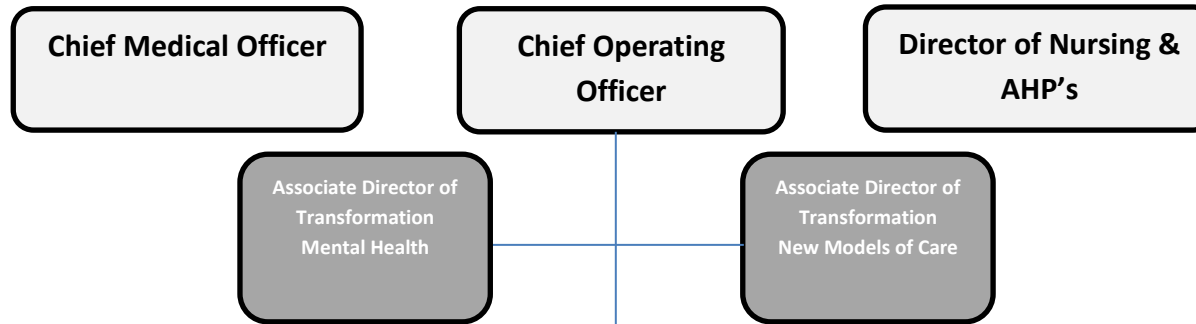 Chief Medical Officer
Chief Operating
Officer
Director of Nursing &
AHP’s
Associate Director of
Transformation
Mental Health
Associate Director of
Transformation
New Models of Care